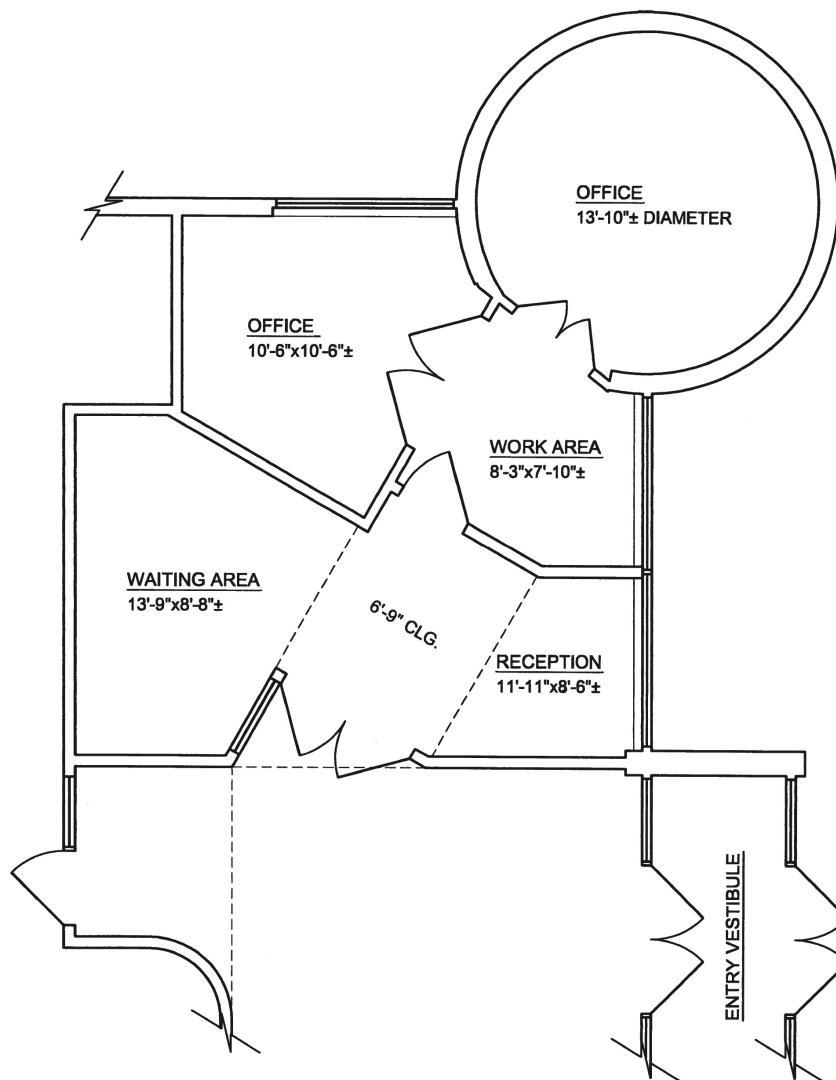 OFFICE
13'-10"± DIAMETER
OFFICE
10'-6"x10'-6"±
WORK AREA
8'-3"x7'-10"±
WAITING AREA
13'-9"x8'-8"±
6'-9" CLG.
RECEPTION
11'-11"x8'-6"±
ENTRY VESTIBULE